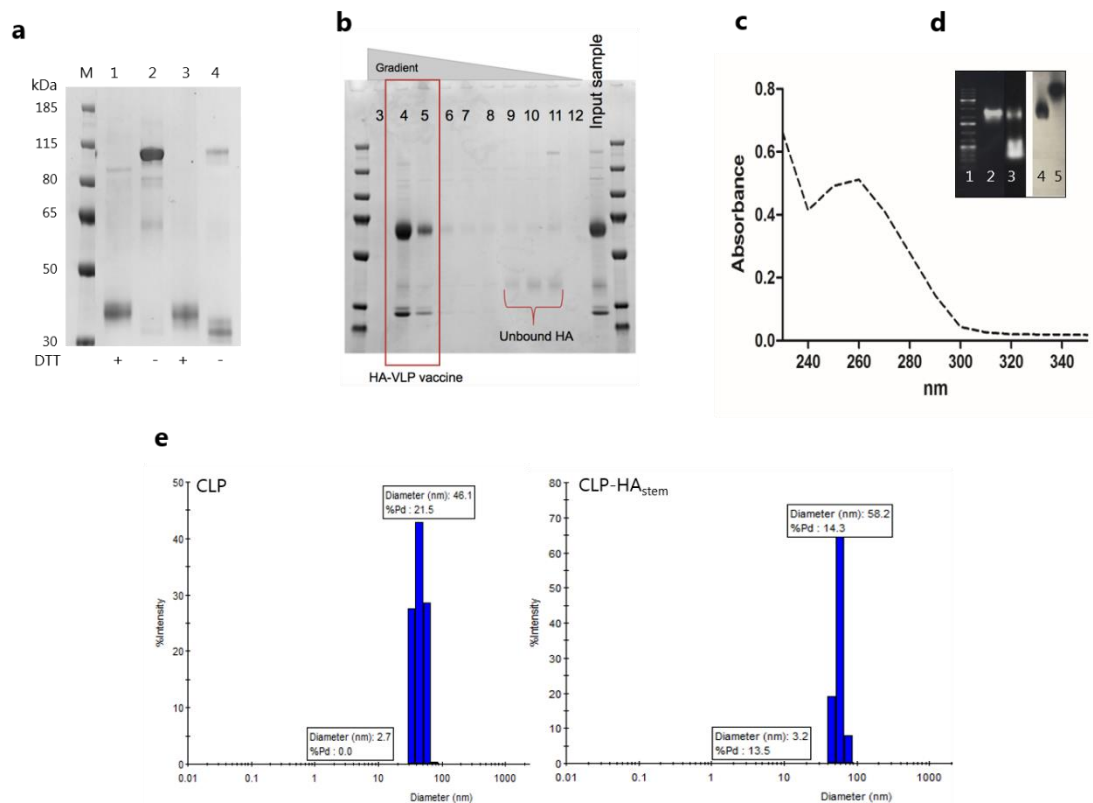 a
kDa M 1 2 3 4
185
115
80
65
50
30
DTT + - + -
b
Gradient
Input sample
3 4 5 6 7 8 9 10 11 12
Unbound HA
HA-VLP vaccine
c
Absorbance
0.8
0.6
0.4
0.2
0.0
240 260 280 300 320 340
nm
d
1 2 3 4 5
e
CLP
%Intensity
50
40
30
20
10
0
Diameter (nm): 46.1
%Pd : 21.5
Diameter (nm): 2.7
%Pd : 0.0
0.01 0.1 1 10 100 1000
Diameter (nm)
CLP-HAstem
%Intensity
80
70
60
50
40
30
20
10
0
Diameter (nm): 58.2
%Pd : 14.3
Diameter (nm): 3.2
%Pd : 13.5
0.01 0.1 1 10 100 1000
Diameter (nm)